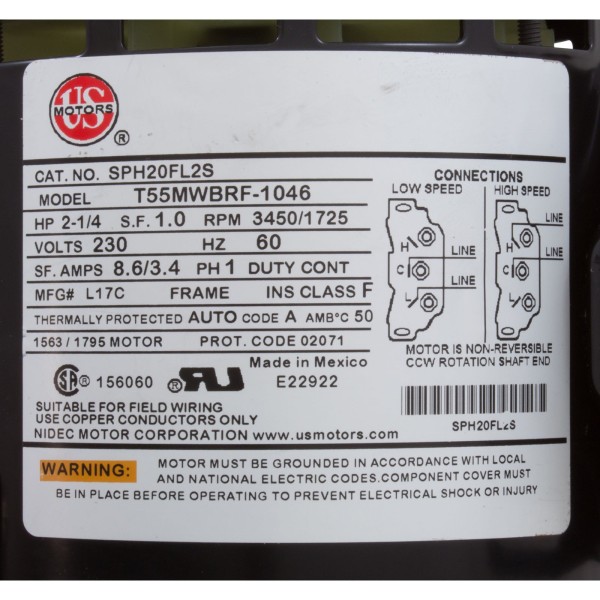 US
MOTORS
®
CAT. NO. SPH20FL2S
MODEL T55MWBRF-1046
HP 2-1/4 S.F. 1.0 RPM 3450/1725
VOLTS 230 HZ 60
SF. AMPS 8.6/3.4 PH 1 DUTY CONT
MFG# L17C FRAME INS CLASS F
THERMALLY PROTECTED AUTO CODE A AMB°C 50
1563 / 1795 MOTOR PROT. CODE 02071
Made in Mexico
SA ® 156060 RU E22922
SUITABLE FOR FIELD WIRING
USE COPPER CONDUCTORS ONLY
NIDEC MOTOR CORPORATION www.usmotors.com
CONNECTIONS
LOW SPEED HIGH SPEED
H LINE H LINE
C LINE C LINE
L L
MOTOR IS NON-REVERSIBLE
CCW ROTATION SHAFT END
SPH20FL2S
WARNING: MOTOR MUST BE GROUNDED IN ACCORDANCE WITH LOCAL
AND NATIONAL ELECTRIC CODES.COMPONENT COVER MUST
BE IN PLACE BEFORE OPERATING TO PREVENT ELECTRICAL SHOCK OR INJURY